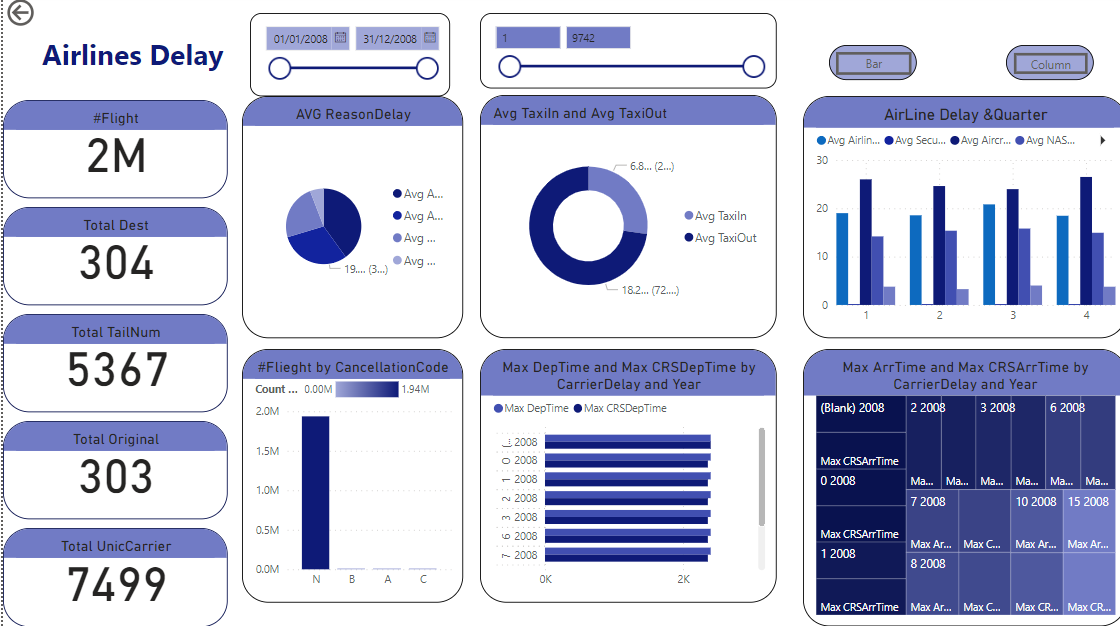 Airlines Delay
01/01/2008 31/12/2008
1 9742
Bar
Column
#Flight
2M
Total Dest
304
Total TailNum
5367
Total Original
303
Total UnicCarrier
7499
AVG ReasonDelay
Avg A...
Avg A...
Avg ...
Avg ...
19.... (3...)
Avg TaxiIn and Avg TaxiOut
6.8... (2...)
Avg TaxiIn
Avg TaxiOut
18.2... (72....)
AirLine Delay &Quarter
Avg Airlin... Avg Secu... Avg Aircr... Avg NAS...
30
20
10
0
1 2 3 4
#Flieght by CancellationCode
Count ... 0.00M 1.94M
2.0M
1.5M
1.0M
0.5M
0.0M
N B A C
Max DepTime and Max CRSDepTime by
CarrierDelay and Year
Max DepTime Max CRSDepTime
(... 2008
0 2008
1 2008
2 2008
3 2008
6 2008
7 2008
0K 2K
Max ArrTime and Max CRSArrTime by
CarrierDelay and Year
(Blank) 2008 2 2008 3 2008 6 2008
Max CRSArrTime Ma... Ma... Ma... Ma... Ma... Ma...
0 2008 7 2008 10 2008 15 2008
Max CRSArrTime Max Ar... Max C... Max Ar... Max Ar...
1 2008 8 2008
Max CRSArrTime Max Ar... Max C... Max CR... Max CR...